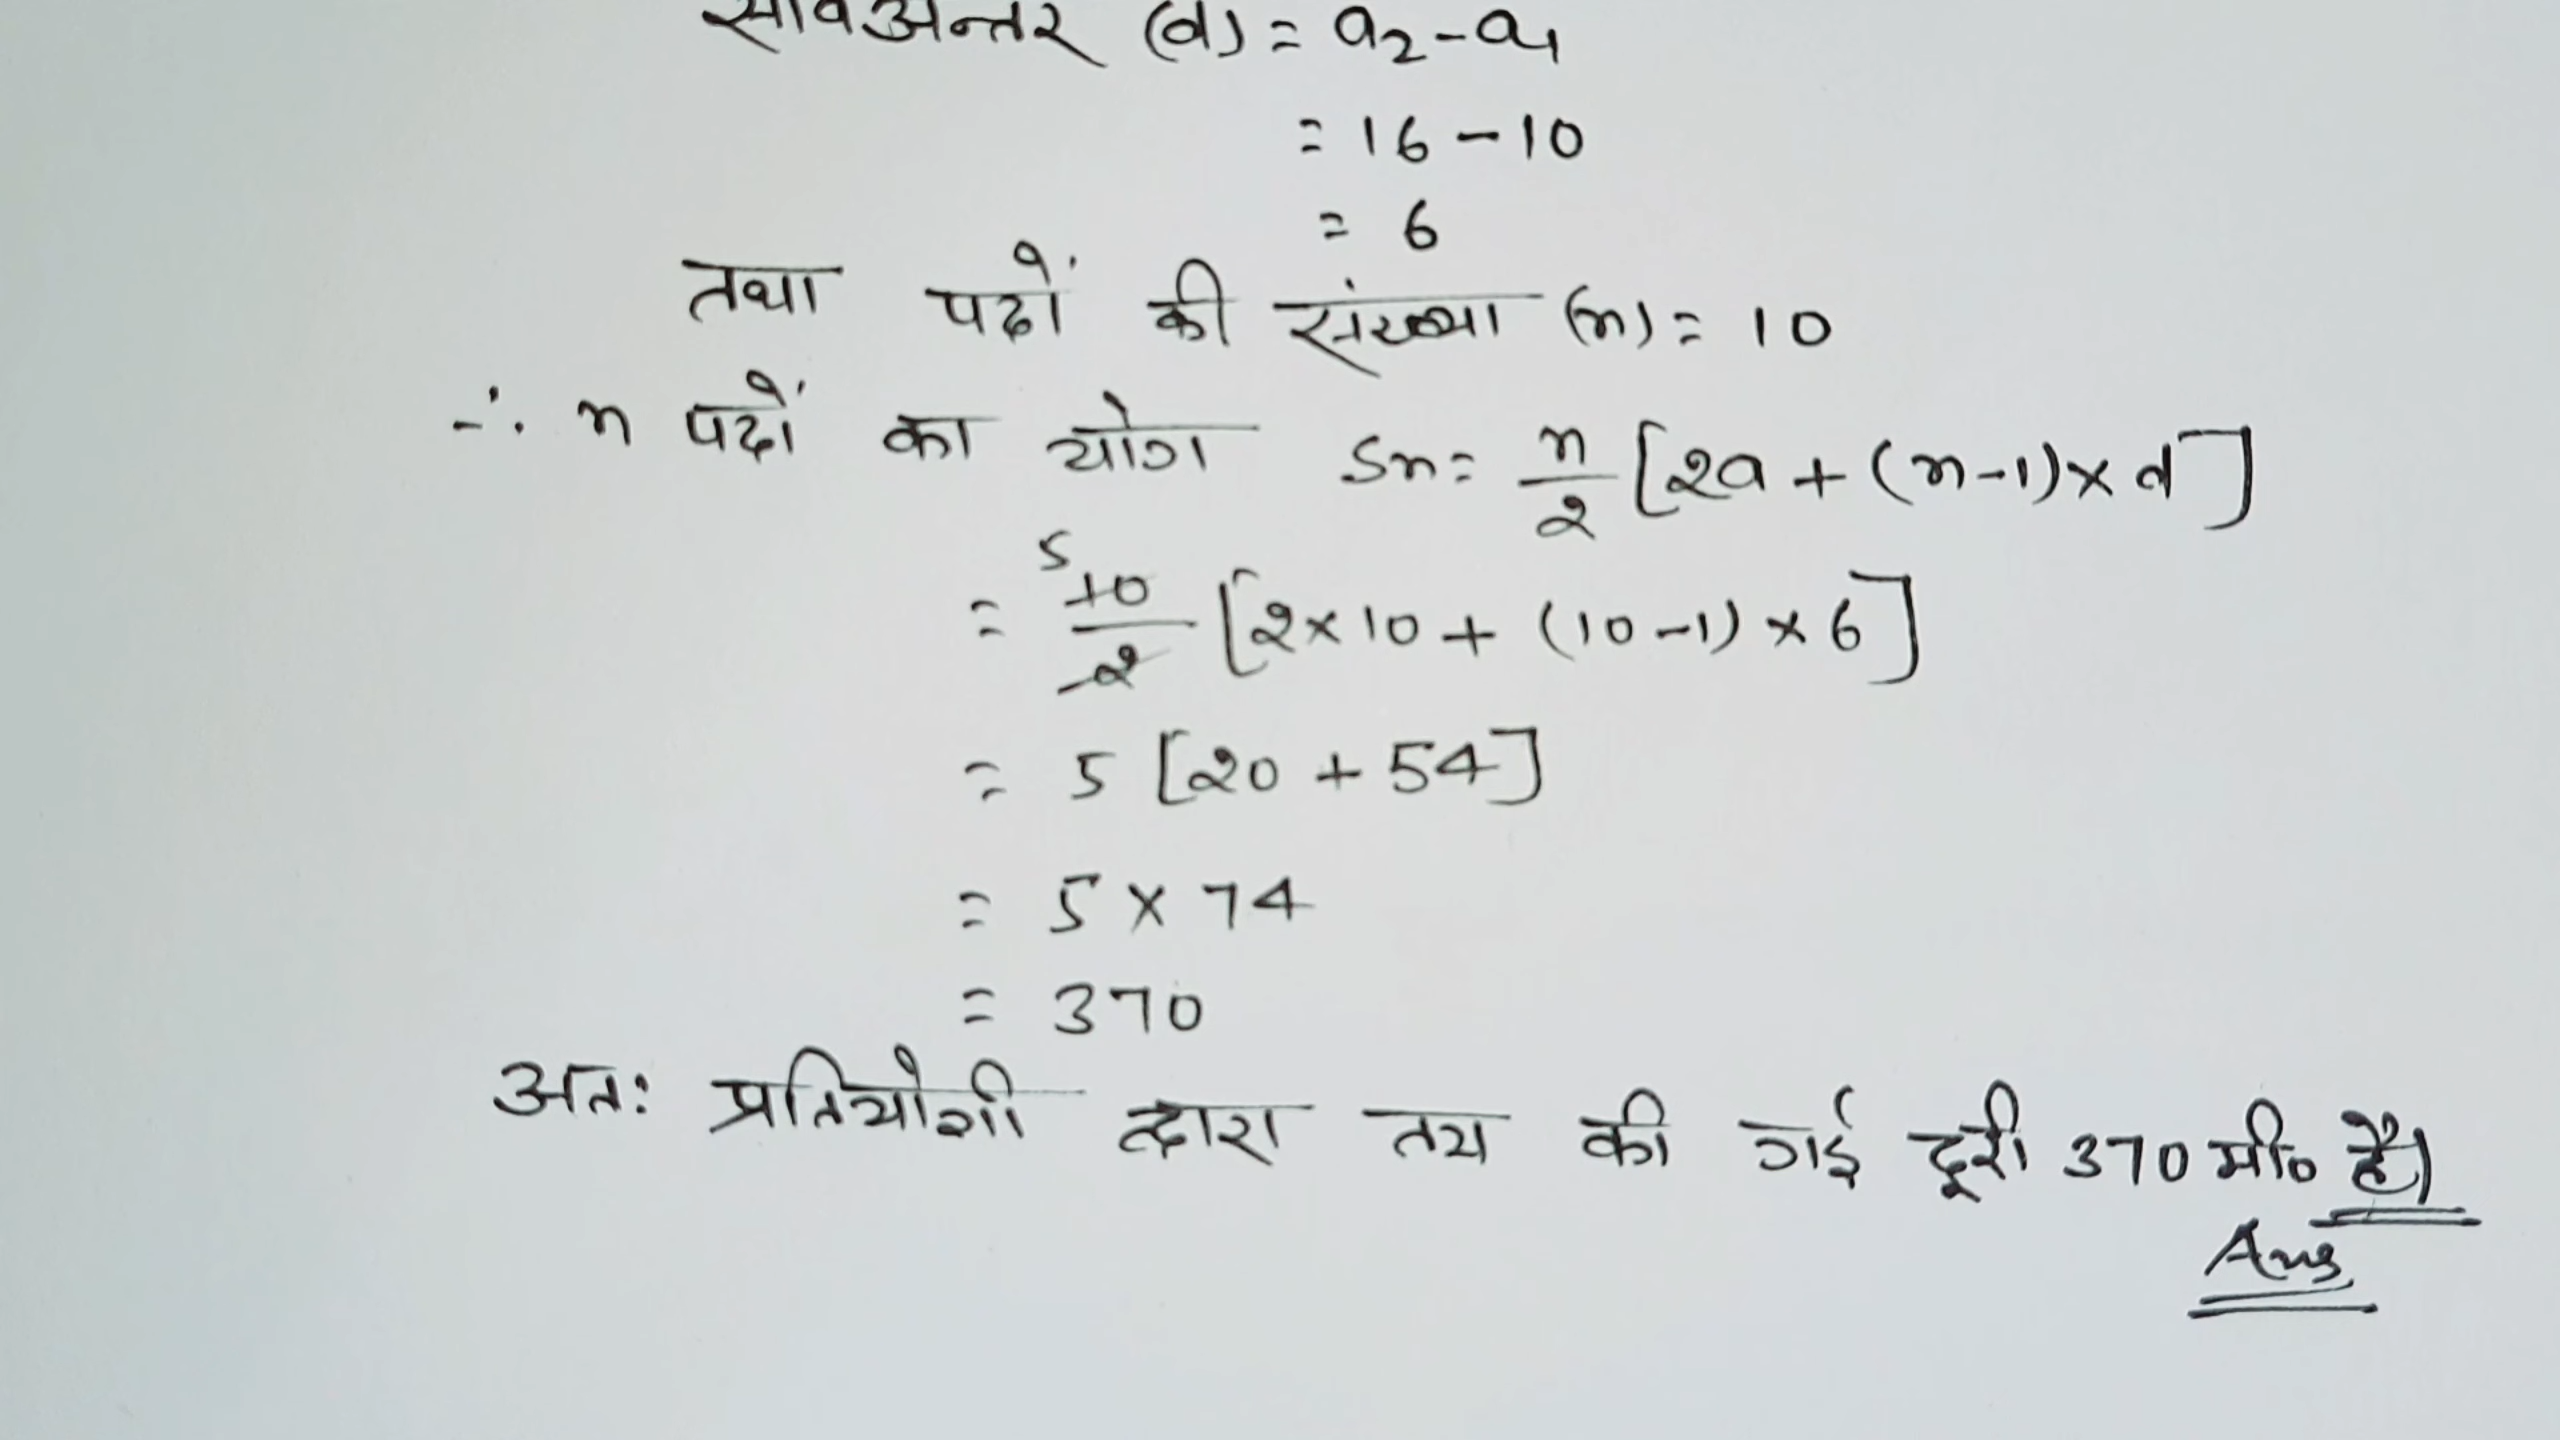 सार्वअन्तर (d) = a₂-a₁
= 16 - 10
= 6
तथा पदों की संख्या (n) = 10
∴ n पदों का योग Sn = n/2 [2a + (n-1)× d]
= 5 10/2 [2×10 + (10-1) × 6]
= 5 [20 + 54]
= 5 × 74
= 370
अतः प्रतियोगी द्वारा तय की गई दूरी 370 मी० है।
Ans